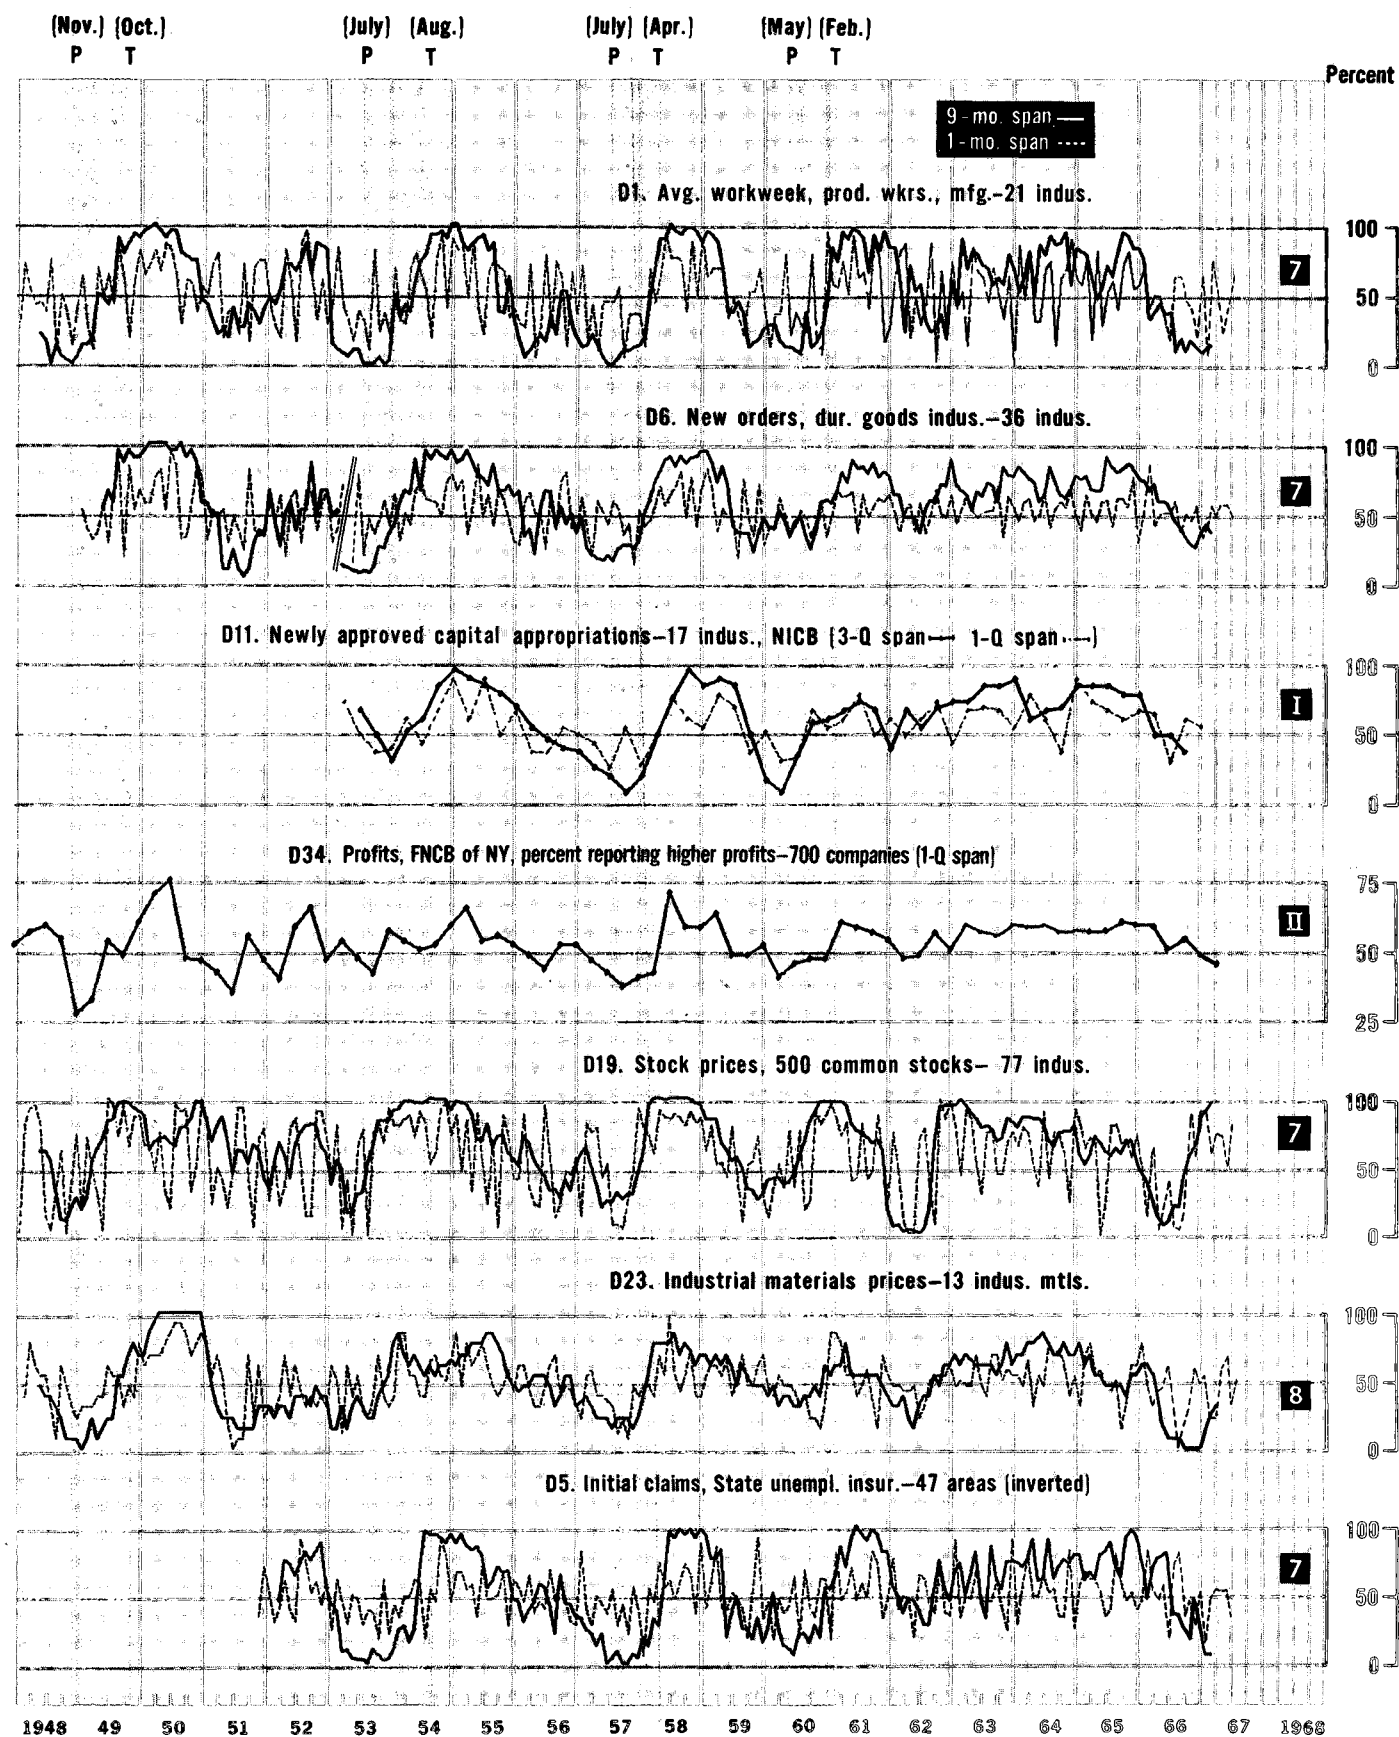 (Nov.) (Oct.) (July) (Aug.) (July) (Apr.) (May) (Feb.)
P T P T P T P T
Percent
9-mo. span —
1-mo. span ----
D1. Avg. workweek, prod. wkrs., mfg.–21 indus.
100
7
50
0
D6. New orders, dur. goods indus.–36 indus.
100
7
50
0
D11. Newly approved capital appropriations–17 indus., NICB (3-Q span 1-Q span)
100
I
50
0
D34. Profits, FNCB of NY, percent reporting higher profits–700 companies (1-Q span)
75
II
50
25
D19. Stock prices, 500 common stocks– 77 indus.
100
7
50
0
D23. Industrial materials prices–13 indus. mtls.
100
50
8
0
D5. Initial claims, State unempl. insur.–47 areas (inverted)
100
7
50
0
1948 49 50 51 52 53 54 55 56 57 58 59 60 61 62 63 64 65 66 67 1968